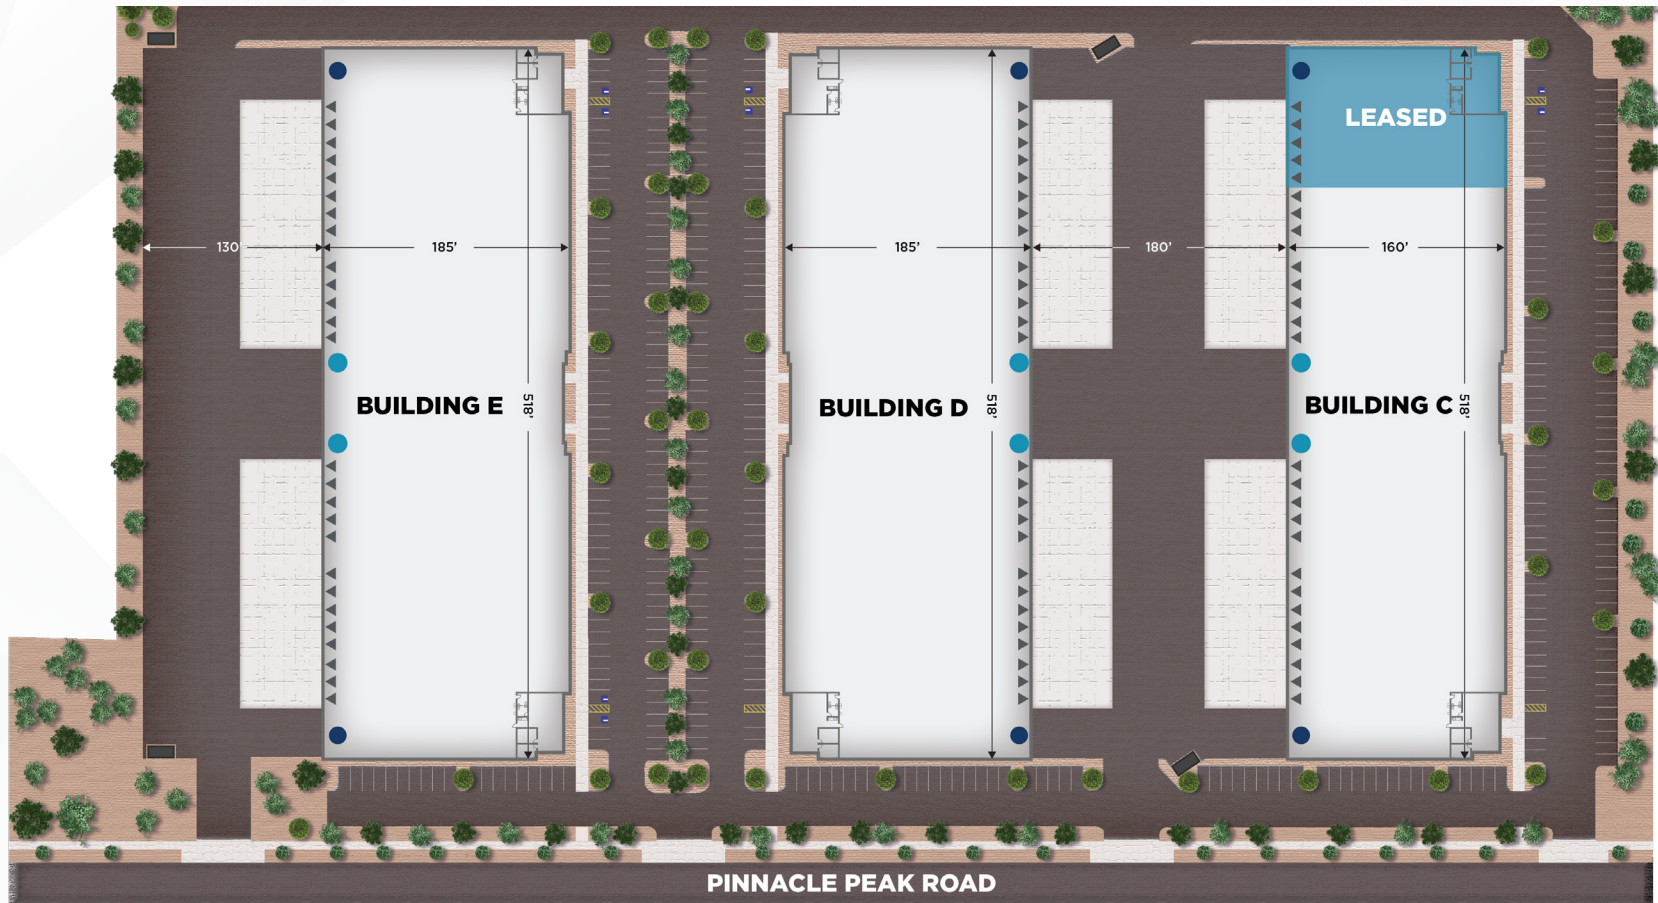 LEASED
130'
185'
185'
180'
160'
BUILDING E
518'
BUILDING D
518'
BUILDING C
518'
PINNACLE PEAK ROAD